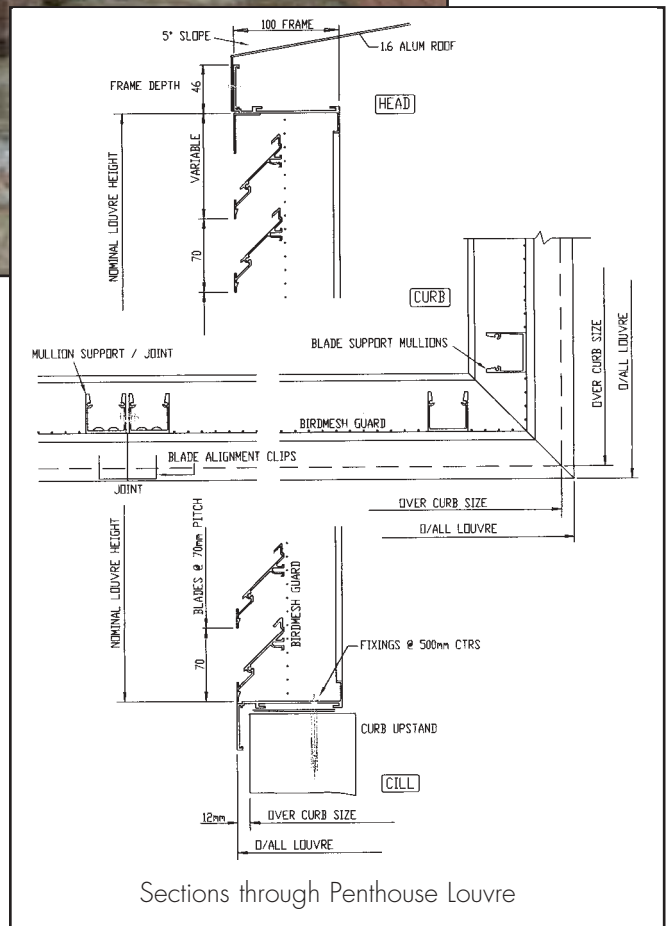 100 FRAME
5° SLOPE
1.6 ALUM ROOF
FRAME DEPTH 46
HEAD
NOMINAL LOUVRE HEIGHT
VARIABLE
70
CURB
MULLION SUPPORT / JOINT
BLADE SUPPORT MULLIONS
OVER CURB SIZE
O/ALL LOUVRE
BIRDMESH GUARD
BLADE ALIGNMENT CLIPS
JOINT
OVER CURB SIZE
O/ALL LOUVRE
NOMINAL LOUVRE HEIGHT
BLADES @ 70mm PITCH
BIRDMESH GUARD
70
FIXINGS @ 500mm CTRS
CURB UPSTAND
CILL
12mm
OVER CURB SIZE
O/ALL LOUVRE
Sections through Penthouse Louvre